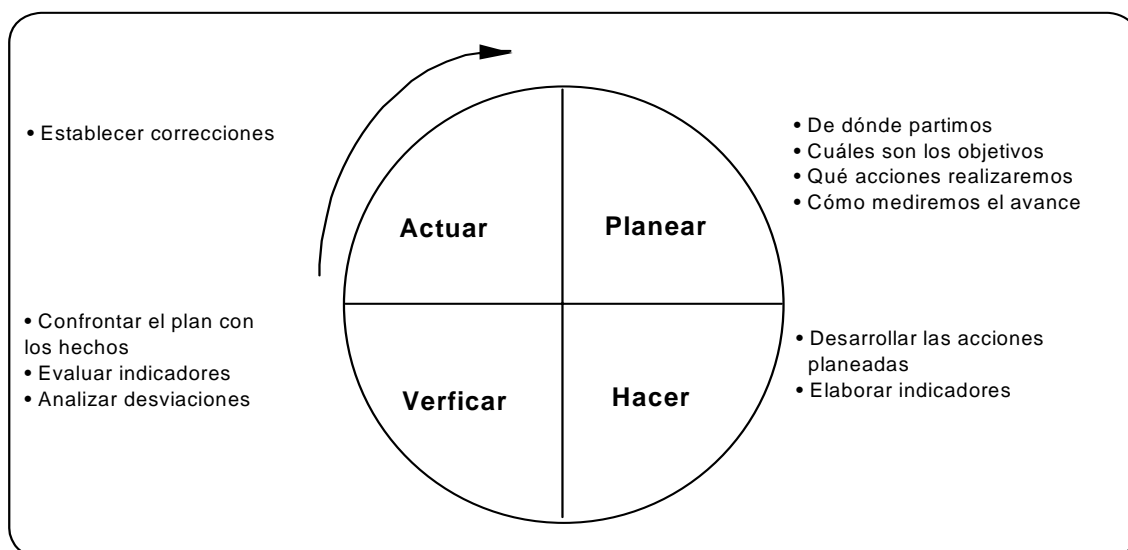 • Establecer correcciones
• De dónde partimos
• Cuáles son los objetivos
• Qué acciones realizaremos
• Cómo mediremos el avance
Actuar
Planear
• Confrontar el plan con
los hechos
• Evaluar indicadores
• Analizar desviaciones
• Desarrollar las acciones
planeadas
• Elaborar indicadores
Verficar
Hacer